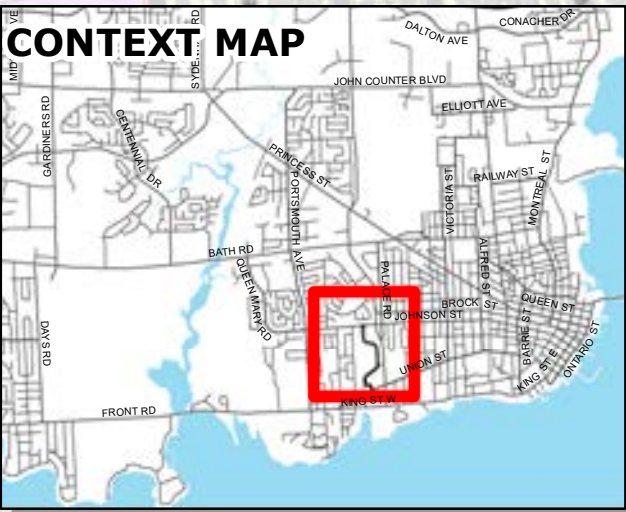 CONTEXT MAP
DALTON AVE
CONACHER DR
JOHN COUNTER BLVD
ELLIOTT AVE
GARDINERS RD
CENTENNIAL DR
PRINCESS ST
PORTSMOUTH AVE
VICTORIA ST
RAILWAY ST
MONTREAL ST
BATH RD
QUEEN MARY RD
PALACE RD
ALFRED ST
BROCK ST
QUEEN ST
JOHNSON ST
BARRIE ST
DAYS RD
UNION ST
KING ST E
ONTARIO ST
KING ST W
FRONT RD